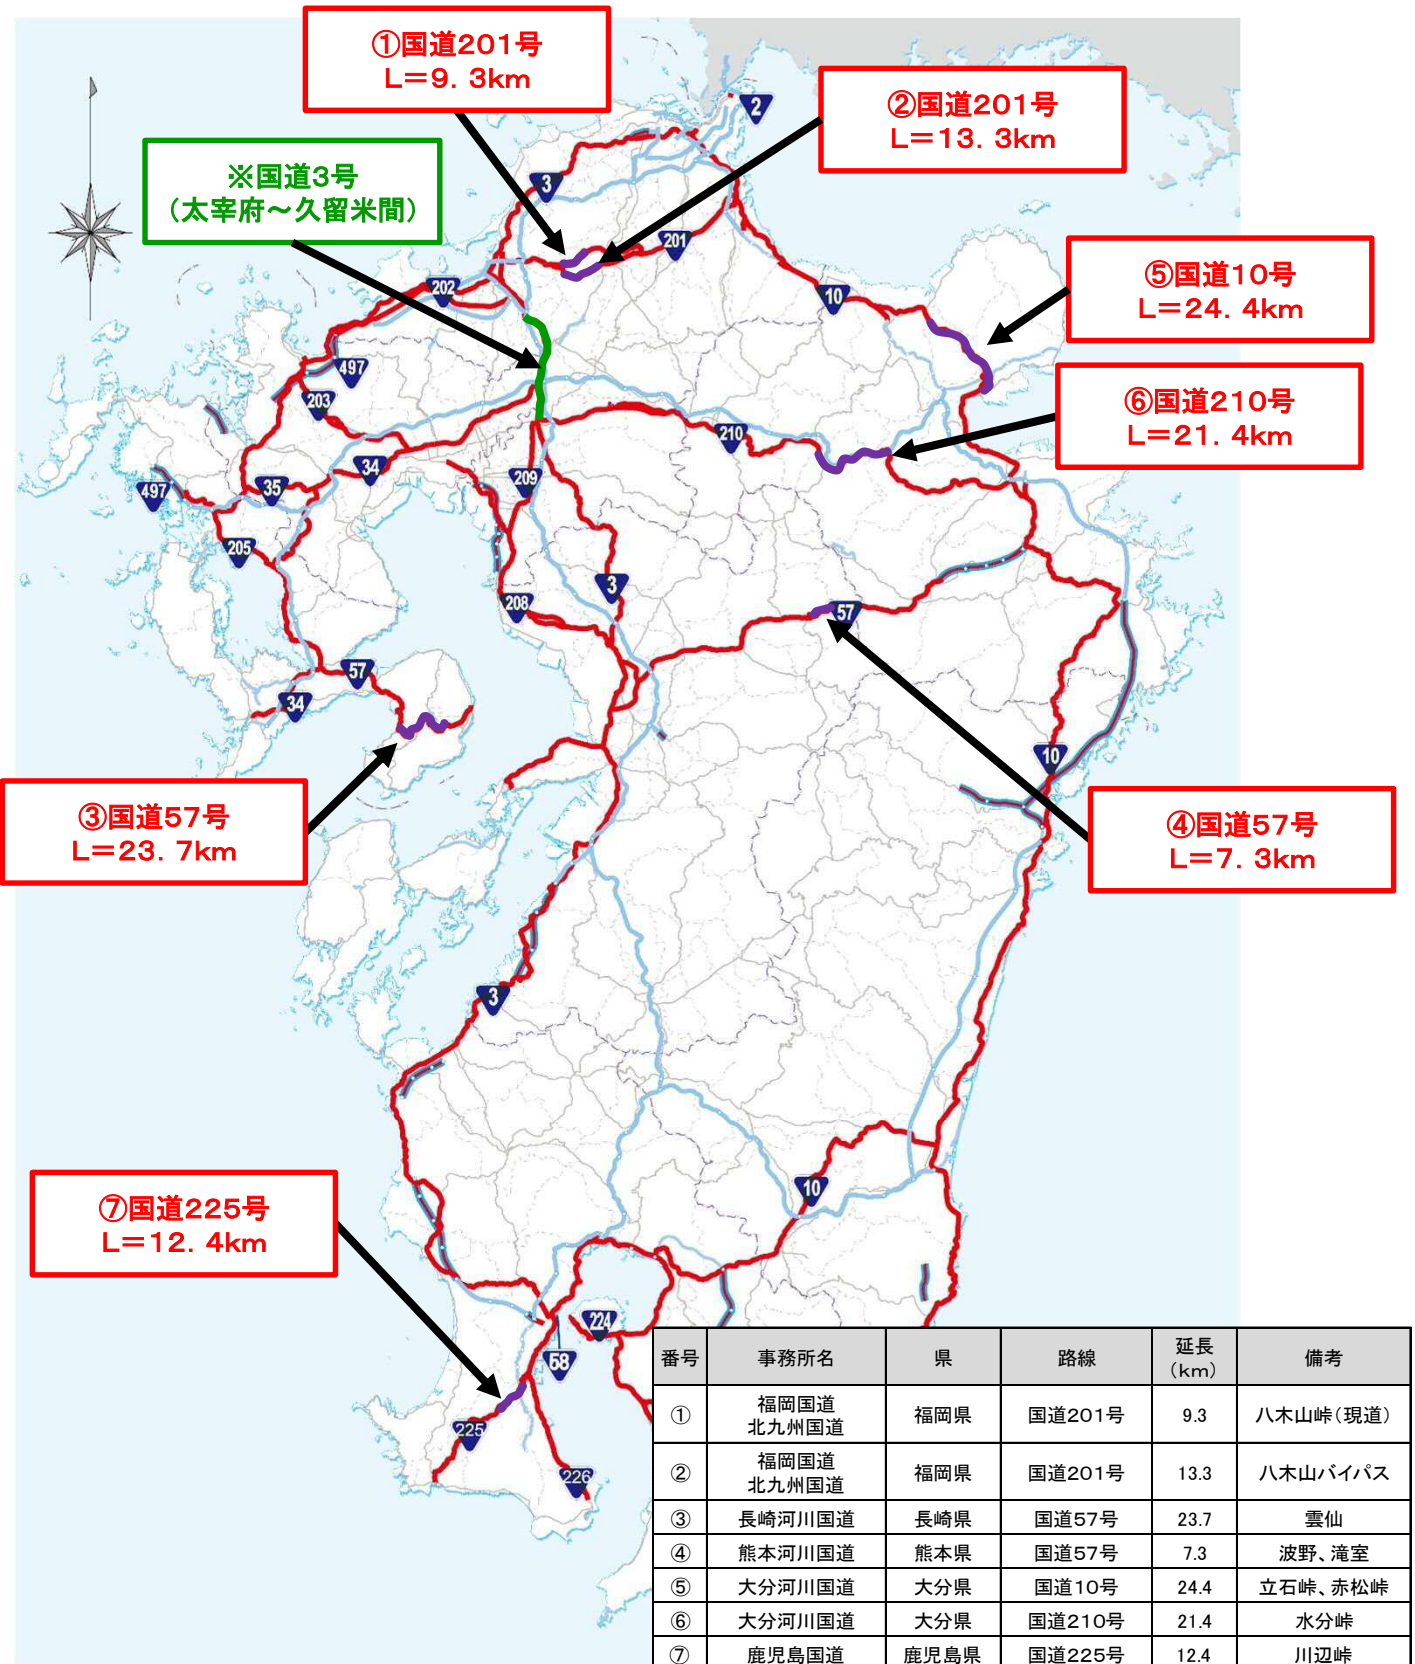 ①国道201号
L=9.3km
②国道201号
L=13.3km
※国道3号
(太宰府～久留米間)
⑤国道10号
L=24.4km
⑥国道210号
L=21.4km
③国道57号
L=23.7km
④国道57号
L=7.3km
⑦国道225号
L=12.4km
2
3
201
202
10
497
203
210
34
35
209
497
205
3
208
57
57
34
10
3
10
224
58
225
226
番号 事務所名 県 路線 延長(km) 備考
① 福岡国道 北九州国道 福岡県 国道201号 9.3 八木山峠(現道)
② 福岡国道 北九州国道 福岡県 国道201号 13.3 八木山バイパス
③ 長崎河川国道 長崎県 国道57号 23.7 雲仙
④ 熊本河川国道 熊本県 国道57号 7.3 波野、滝室
⑤ 大分河川国道 大分県 国道10号 24.4 立石峠、赤松峠
⑥ 大分河川国道 大分県 国道210号 21.4 水分峠
⑦ 鹿児島国道 鹿児島県 国道225号 12.4 川辺峠